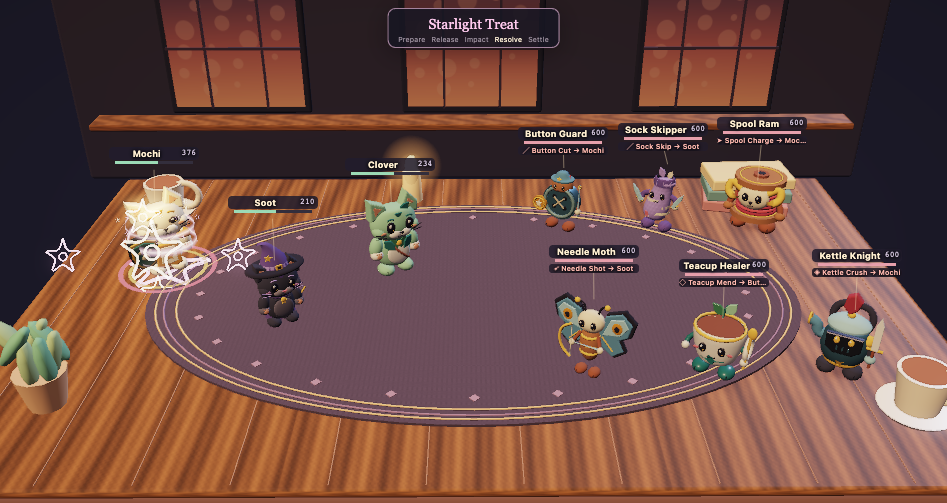 Starlight Treat
Prepare Release Impact Resolve Settle
Mochi 376
Soot 210
Clover 234
Button Guard 600
Button Cut → Mochi
Sock Skipper 600
Sock Skip → Soot
Spool Ram 600
Spool Charge → Moc...
Needle Moth 600
Needle Shot → Soot
Teacup Healer 600
Teacup Mend → But...
Kettle Knight 600
Kettle Crush → Mochi